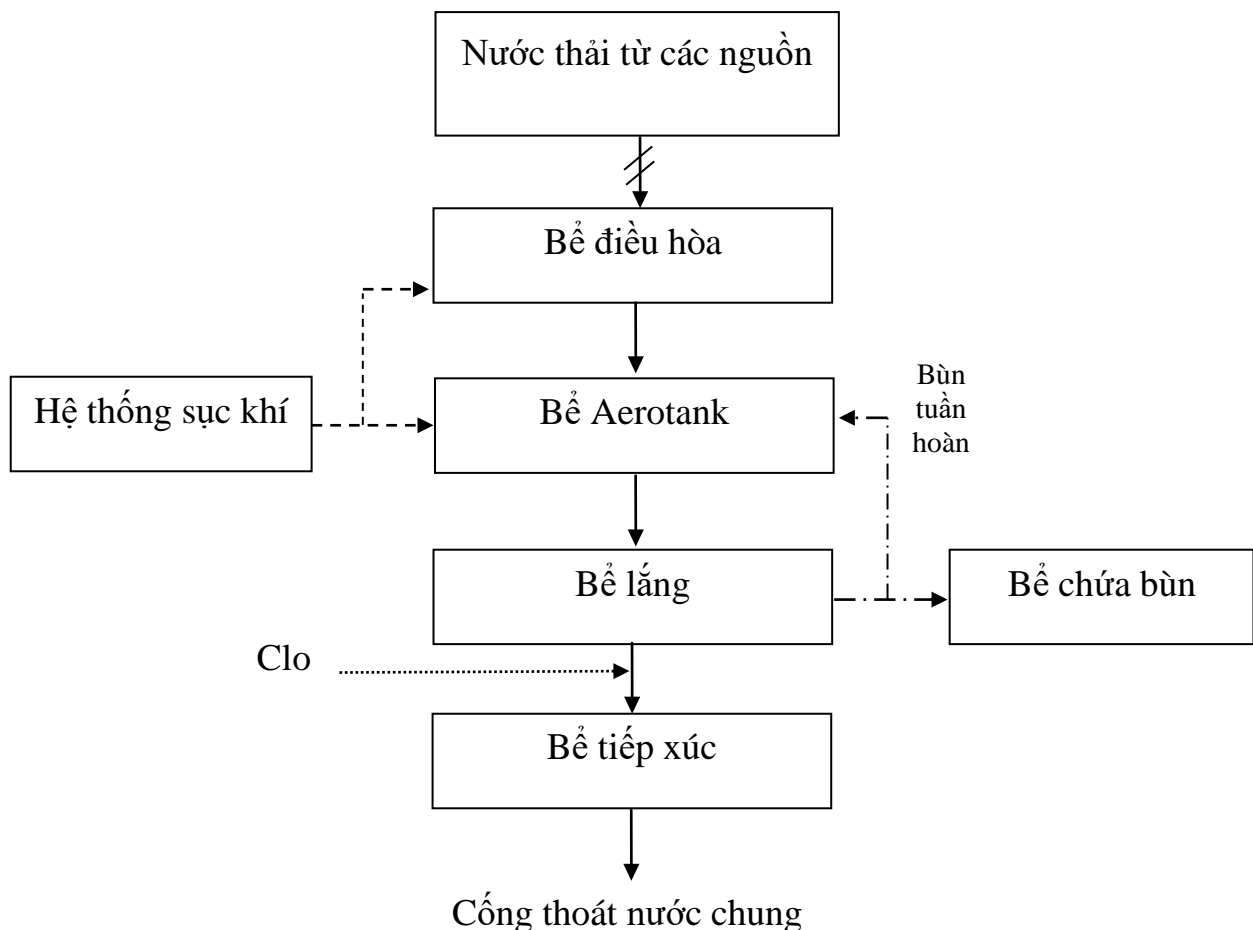 Nước thải từ các nguồn
Bể điều hòa
Hệ thống sục khí
Bể Aerotank
Bùn
tuần
hoàn
Bể lắng
Bể chứa bùn
Clo
Bể tiếp xúc
Cống thoát nước chung